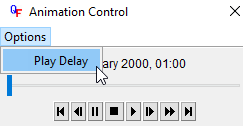 Animation Control
Options
Play Delay
ary 2000, 01:00